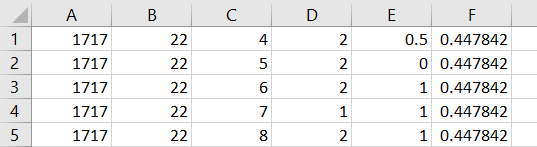 A B C D E F
1 1717 22 4 2 0.5 0.447842
2 1717 22 5 2 0 0.447842
3 1717 22 6 2 1 0.447842
4 1717 22 7 1 1 0.447842
5 1717 22 8 2 1 0.447842